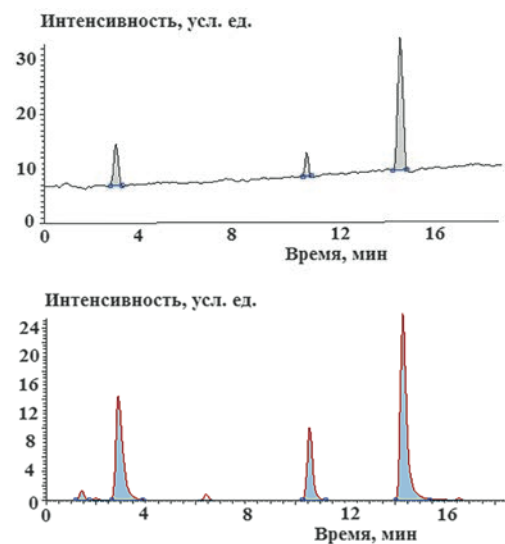 Интенсивность, усл. ед.
30
20
10
0
0 4 8 12 16
Время, мин
Интенсивность, усл. ед.
24
20
16
12
8
4
0
0 4 8 12 16
Время, мин